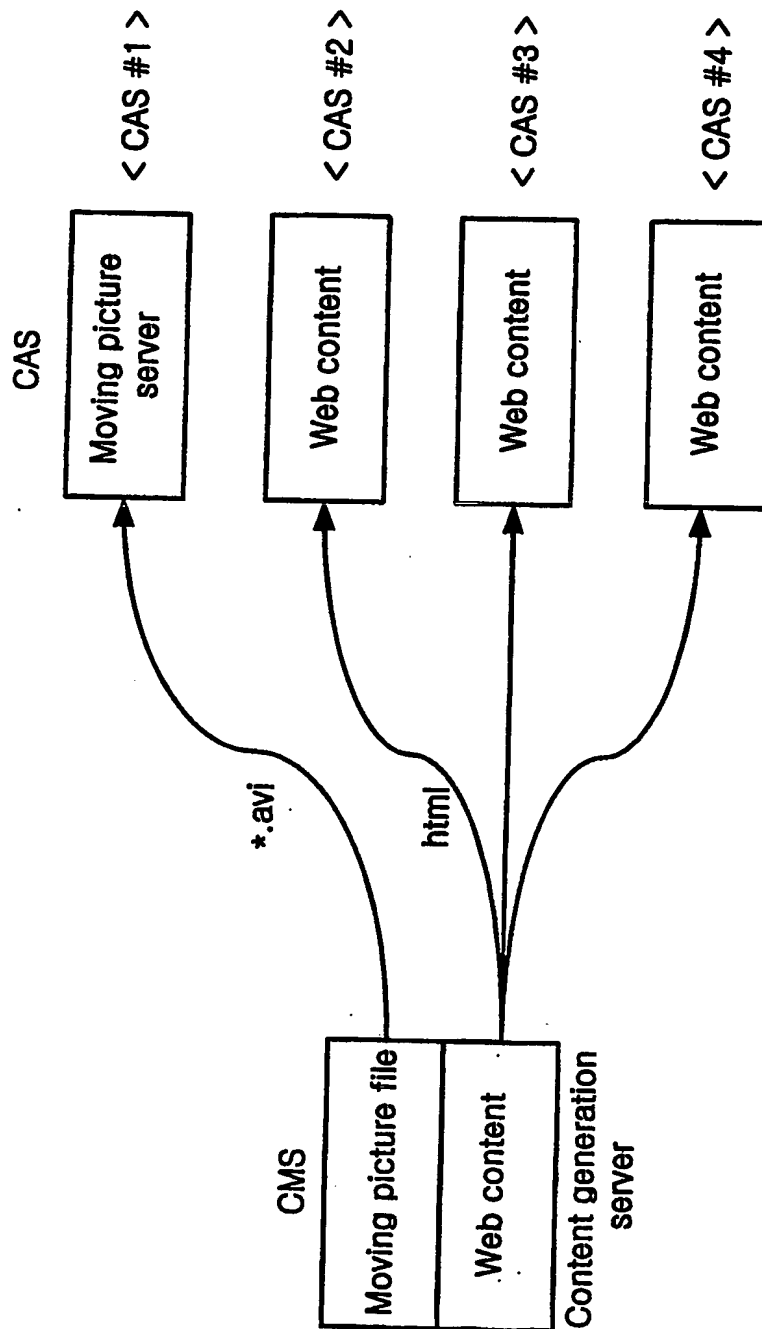 CMS
Moving picture file
Web content
Content generation
server
*.avi
html
CAS
Moving picture
server
< CAS #1 >
Web content
< CAS #2 >
Web content
< CAS #3 >
Web content
< CAS #4 >